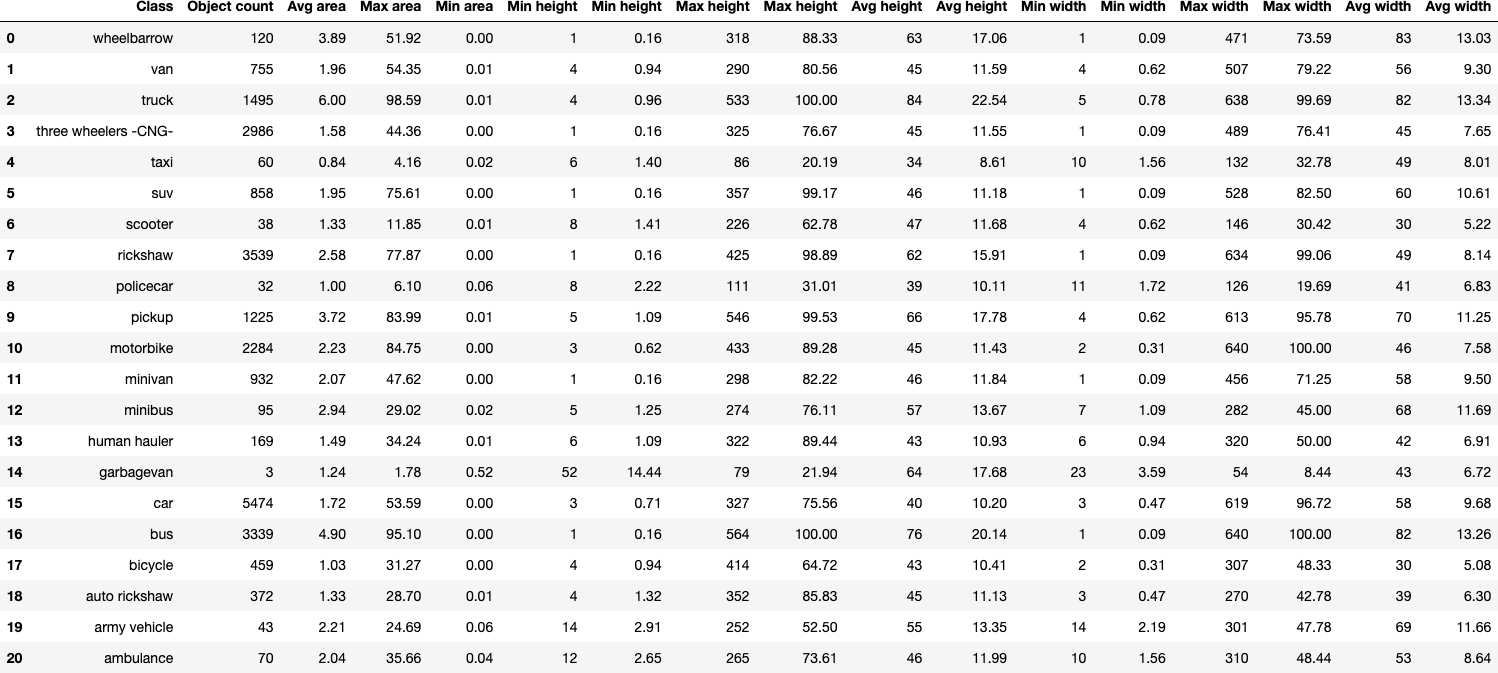 Class Object count Avg area Max area Min area Min height Min height Max height Max height Avg height Avg height Min width Min width Max width Max width Avg width Avg width
0 wheelbarrow 120 3.89 51.92 0.00 1 0.16 318 88.33 63 17.06 1 0.09 471 73.59 83 13.03
1 van 755 1.96 54.35 0.01 4 0.94 290 80.56 45 11.59 4 0.62 507 79.22 56 9.30
2 truck 1495 6.00 98.59 0.01 4 0.96 533 100.00 84 22.54 5 0.78 638 99.69 82 13.34
3 three wheelers -CNG- 2986 1.58 44.36 0.00 1 0.16 325 76.67 45 11.55 1 0.09 489 76.41 45 7.65
4 taxi 60 0.84 4.16 0.02 6 1.40 86 20.19 34 8.61 10 1.56 132 32.78 49 8.01
5 suv 858 1.95 75.61 0.00 1 0.16 357 99.17 46 11.18 1 0.09 528 82.50 60 10.61
6 scooter 38 1.33 11.85 0.01 8 1.41 226 62.78 47 11.68 4 0.62 146 30.42 30 5.22
7 rickshaw 3539 2.58 77.87 0.00 1 0.16 425 98.89 62 15.91 1 0.09 634 99.06 49 8.14
8 policecar 32 1.00 6.10 0.06 8 2.22 111 31.01 39 10.11 11 1.72 126 19.69 41 6.83
9 pickup 1225 3.72 83.99 0.01 5 1.09 546 99.53 66 17.78 4 0.62 613 95.78 70 11.25
10 motorbike 2284 2.23 84.75 0.00 3 0.62 433 89.28 45 11.43 2 0.31 640 100.00 46 7.58
11 minivan 932 2.07 47.62 0.00 1 0.16 298 82.22 46 11.84 1 0.09 456 71.25 58 9.50
12 minibus 95 2.94 29.02 0.02 5 1.25 274 76.11 57 13.67 7 1.09 282 45.00 68 11.69
13 human hauler 169 1.49 34.24 0.01 6 1.09 322 89.44 43 10.93 6 0.94 320 50.00 42 6.91
14 garbagevan 3 1.24 1.78 0.52 52 14.44 79 21.94 64 17.68 23 3.59 54 8.44 43 6.72
15 car 5474 1.72 53.59 0.00 3 0.71 327 75.56 40 10.20 3 0.47 619 96.72 58 9.68
16 bus 3339 4.90 95.10 0.00 1 0.16 564 100.00 76 20.14 1 0.09 640 100.00 82 13.26
17 bicycle 459 1.03 31.27 0.00 4 0.94 414 64.72 43 10.41 2 0.31 307 48.33 30 5.08
18 auto rickshaw 372 1.33 28.70 0.01 4 1.32 352 85.83 45 11.13 3 0.47 270 42.78 39 6.30
19 army vehicle 43 2.21 24.69 0.06 14 2.91 252 52.50 55 13.35 14 2.19 301 47.78 69 11.66
20 ambulance 70 2.04 35.66 0.04 12 2.65 265 73.61 46 11.99 10 1.56 310 48.44 53 8.64